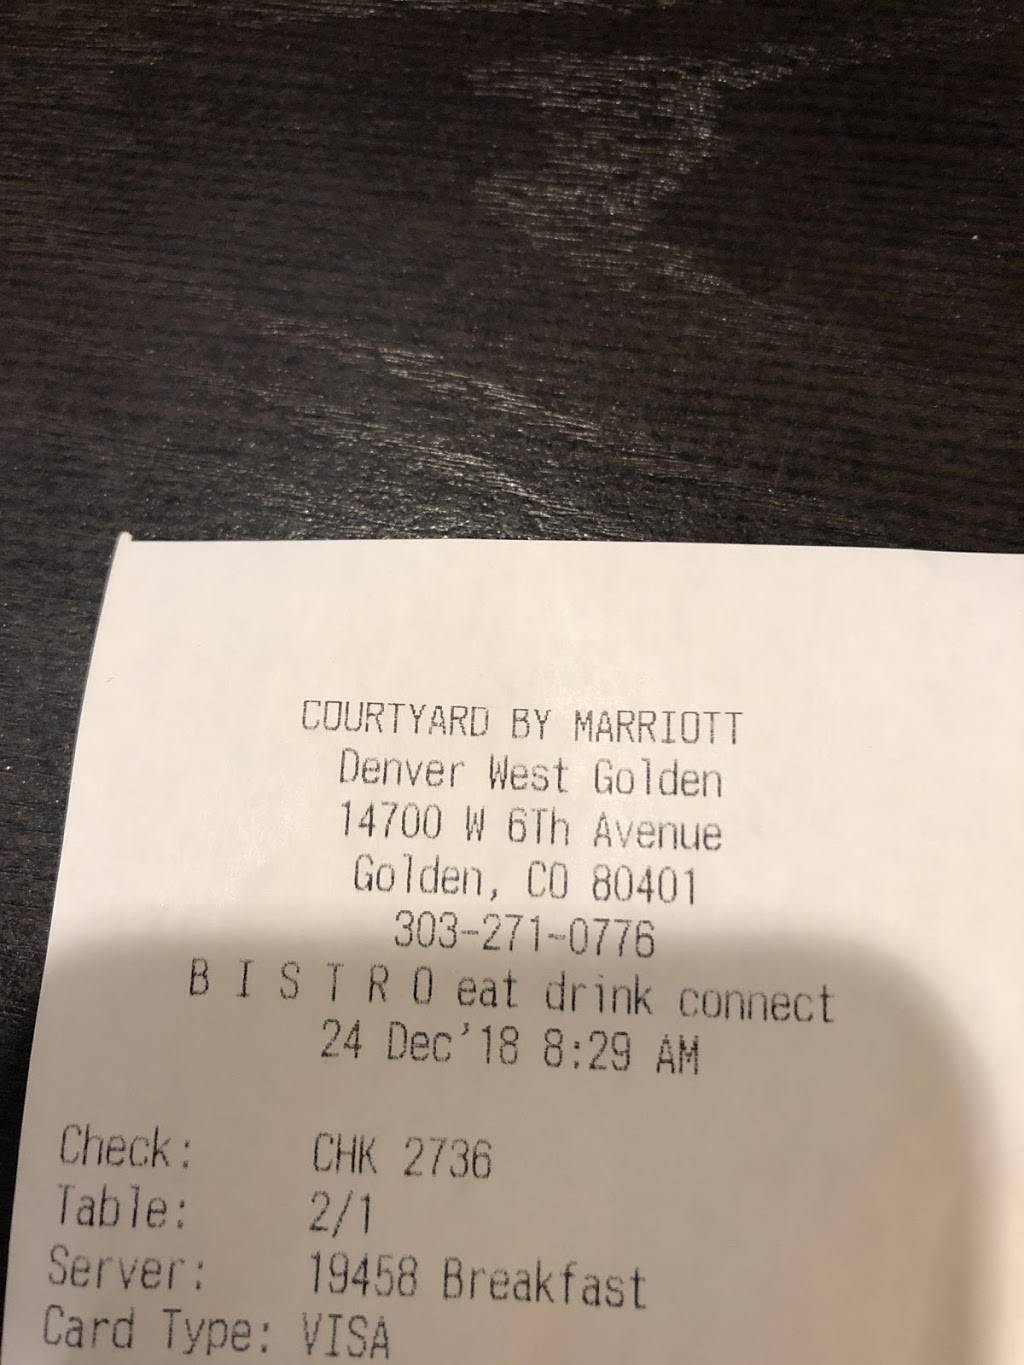 COURTYARD BY MARRIOTT
Denver West Golden
14700 W 6Th Avenue
Golden, CO 80401
303-271-0776
B I S T R O eat drink connect
24 Dec'18 8:29 AM
Check: CHK 2736
Table: 2/1
Server: 19458 Breakfast
Card Type: VISA